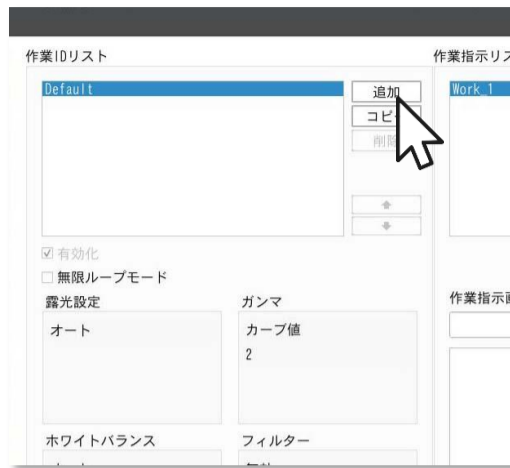 作業IDリスト
Default
追加
コピー
無限ループモード
有効化
露光設定
オート
ガンマ
カーブ値
2
ホワイトバランス
フィルター
作業指示リス
Work_1
作業指示